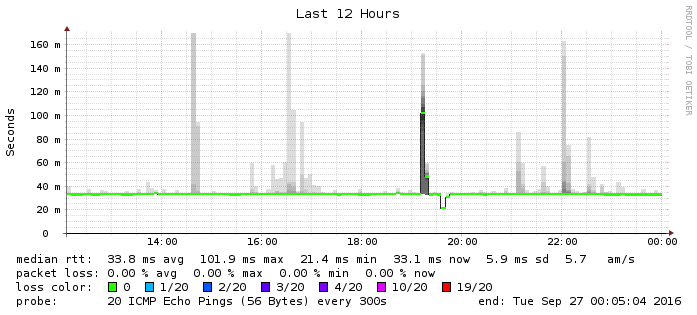 Last 12 Hours
RRDTOOL / TOBI OETIKER
Seconds
160 m
140 m
120 m
100 m
80 m
60 m
40 m
20 m
0
14:00 16:00 18:00 20:00 22:00 00:00
median rtt: 33.8 ms avg 101.9 ms max 21.4 ms min 33.1 ms now 5.9 ms sd 5.7 am/s
packet loss: 0.00 % avg 0.00 % max 0.00 % min 0.00 % now
loss color: 0 1/20 2/20 3/20 4/20 10/20 19/20
probe: 20 ICMP Echo Pings (56 Bytes) every 300s end: Tue Sep 27 00:05:04 2016